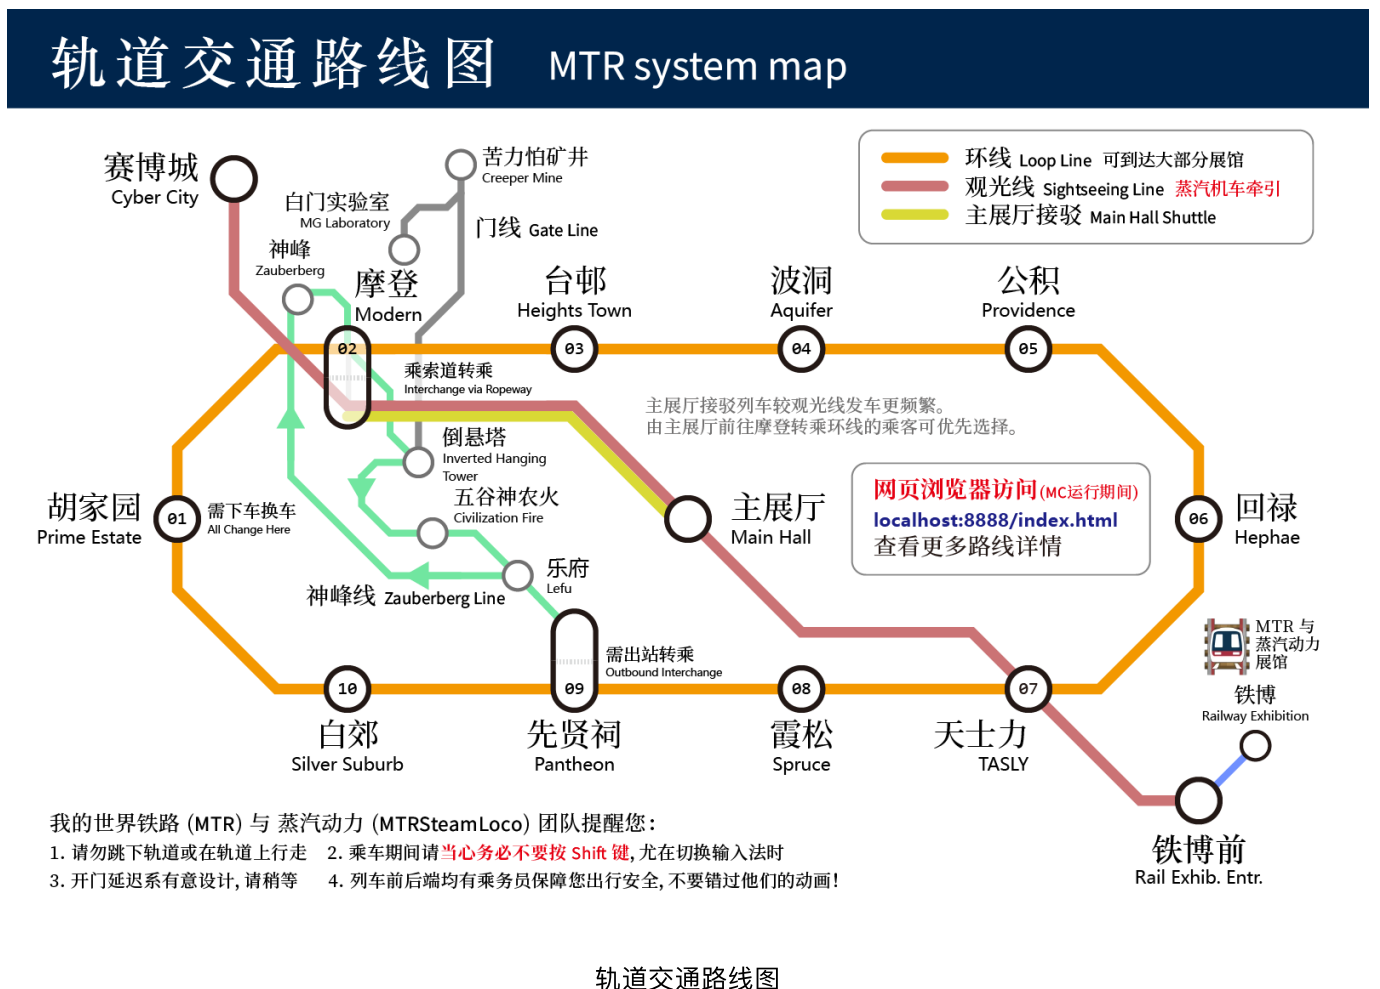 轨道交通路线图 MTR system map
环线 Loop Line 可到达大部分展馆
观光线 Sightseeing Line 蒸汽机车牵引
主展厅接驳 Main Hall Shuttle
赛博城
Cyber City
苦力怕矿井
Creeper Mine
白门实验室
MG Laboratory
门线 Gate Line
神峰
Zauberberg
摩登
Modern
台邨
Heights Town
波洞
Aquifer
公积
Providence
02
03
04
05
乘索道转乘
Interchange via Ropeway
主展厅接驳列车较观光线发车更频繁。
由主展厅前往摩登转乘环线的乘客可优先选择。
倒悬塔
Inverted Hanging
Tower
五谷神农火
Civilization Fire
胡家园
Prime Estate
01
需下车换车
All Change Here
主展厅
Main Hall
网页浏览器访问(MC运行期间)
localhost:8888/index.html
查看更多路线详情
06
回禄
Hephae
乐府
Lefu
神峰线 Zauberberg Line
MTR 与
蒸汽动力
展馆
需出站转乘
Outbound Interchange
铁博
Railway Exhibition
10
09
08
07
白郊
Silver Suburb
先贤祠
Pantheon
霞松
Spruce
天士力
TASLY
铁博前
Rail Exhib. Entr.
我的世界铁路 (MTR) 与 蒸汽动力 (MTRSteamLoco) 团队提醒您：
1. 请勿跳下轨道或在轨道上行走 2. 乘车期间请当心务必不要按 Shift 键, 尤在切换输入法时
3. 开门延迟系有意设计, 请稍等 4. 列车前后端均有乘务员保障您出行安全, 不要错过他们的动画！
轨道交通路线图